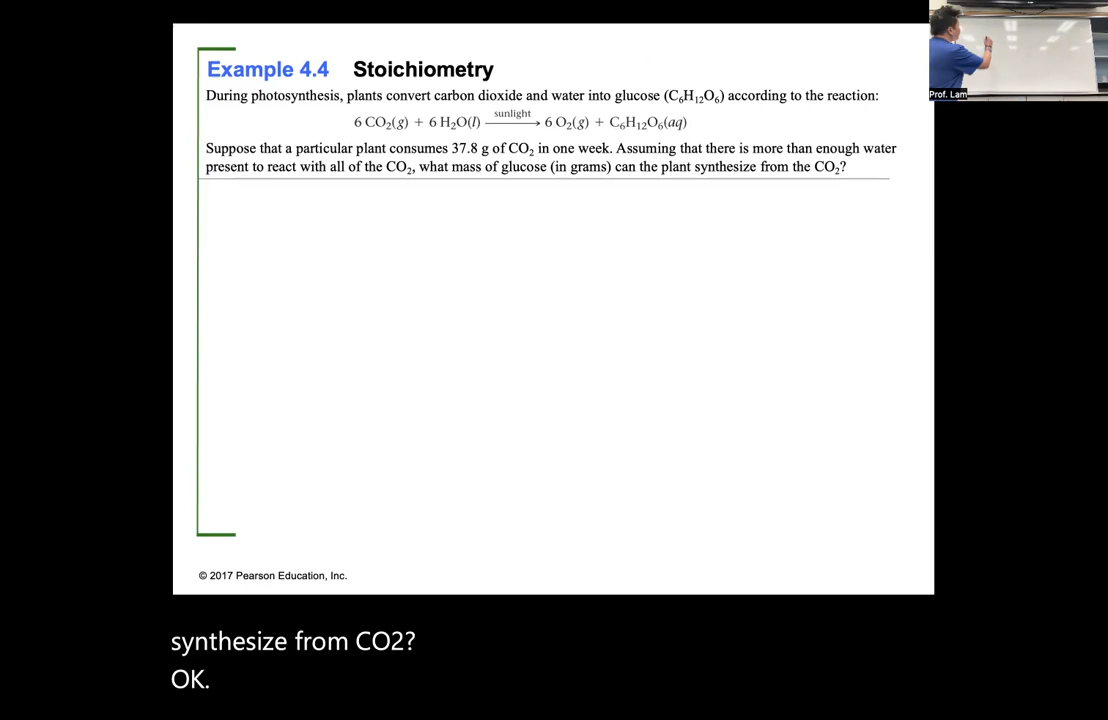 Example 4.4 Stoichiometry
During photosynthesis, plants convert carbon dioxide and water into glucose (C₆H₁₂O₆) according to the reaction:
sunlight
6 CO₂(g) + 6 H₂O(l) ⟶ 6 O₂(g) + C₆H₁₂O₆(aq)
Suppose that a particular plant consumes 37.8 g of CO₂ in one week. Assuming that there is more than enough water
present to react with all of the CO₂, what mass of glucose (in grams) can the plant synthesize from the CO₂?
© 2017 Pearson Education, Inc.
Prof. Lam
synthesize from CO2?
OK.